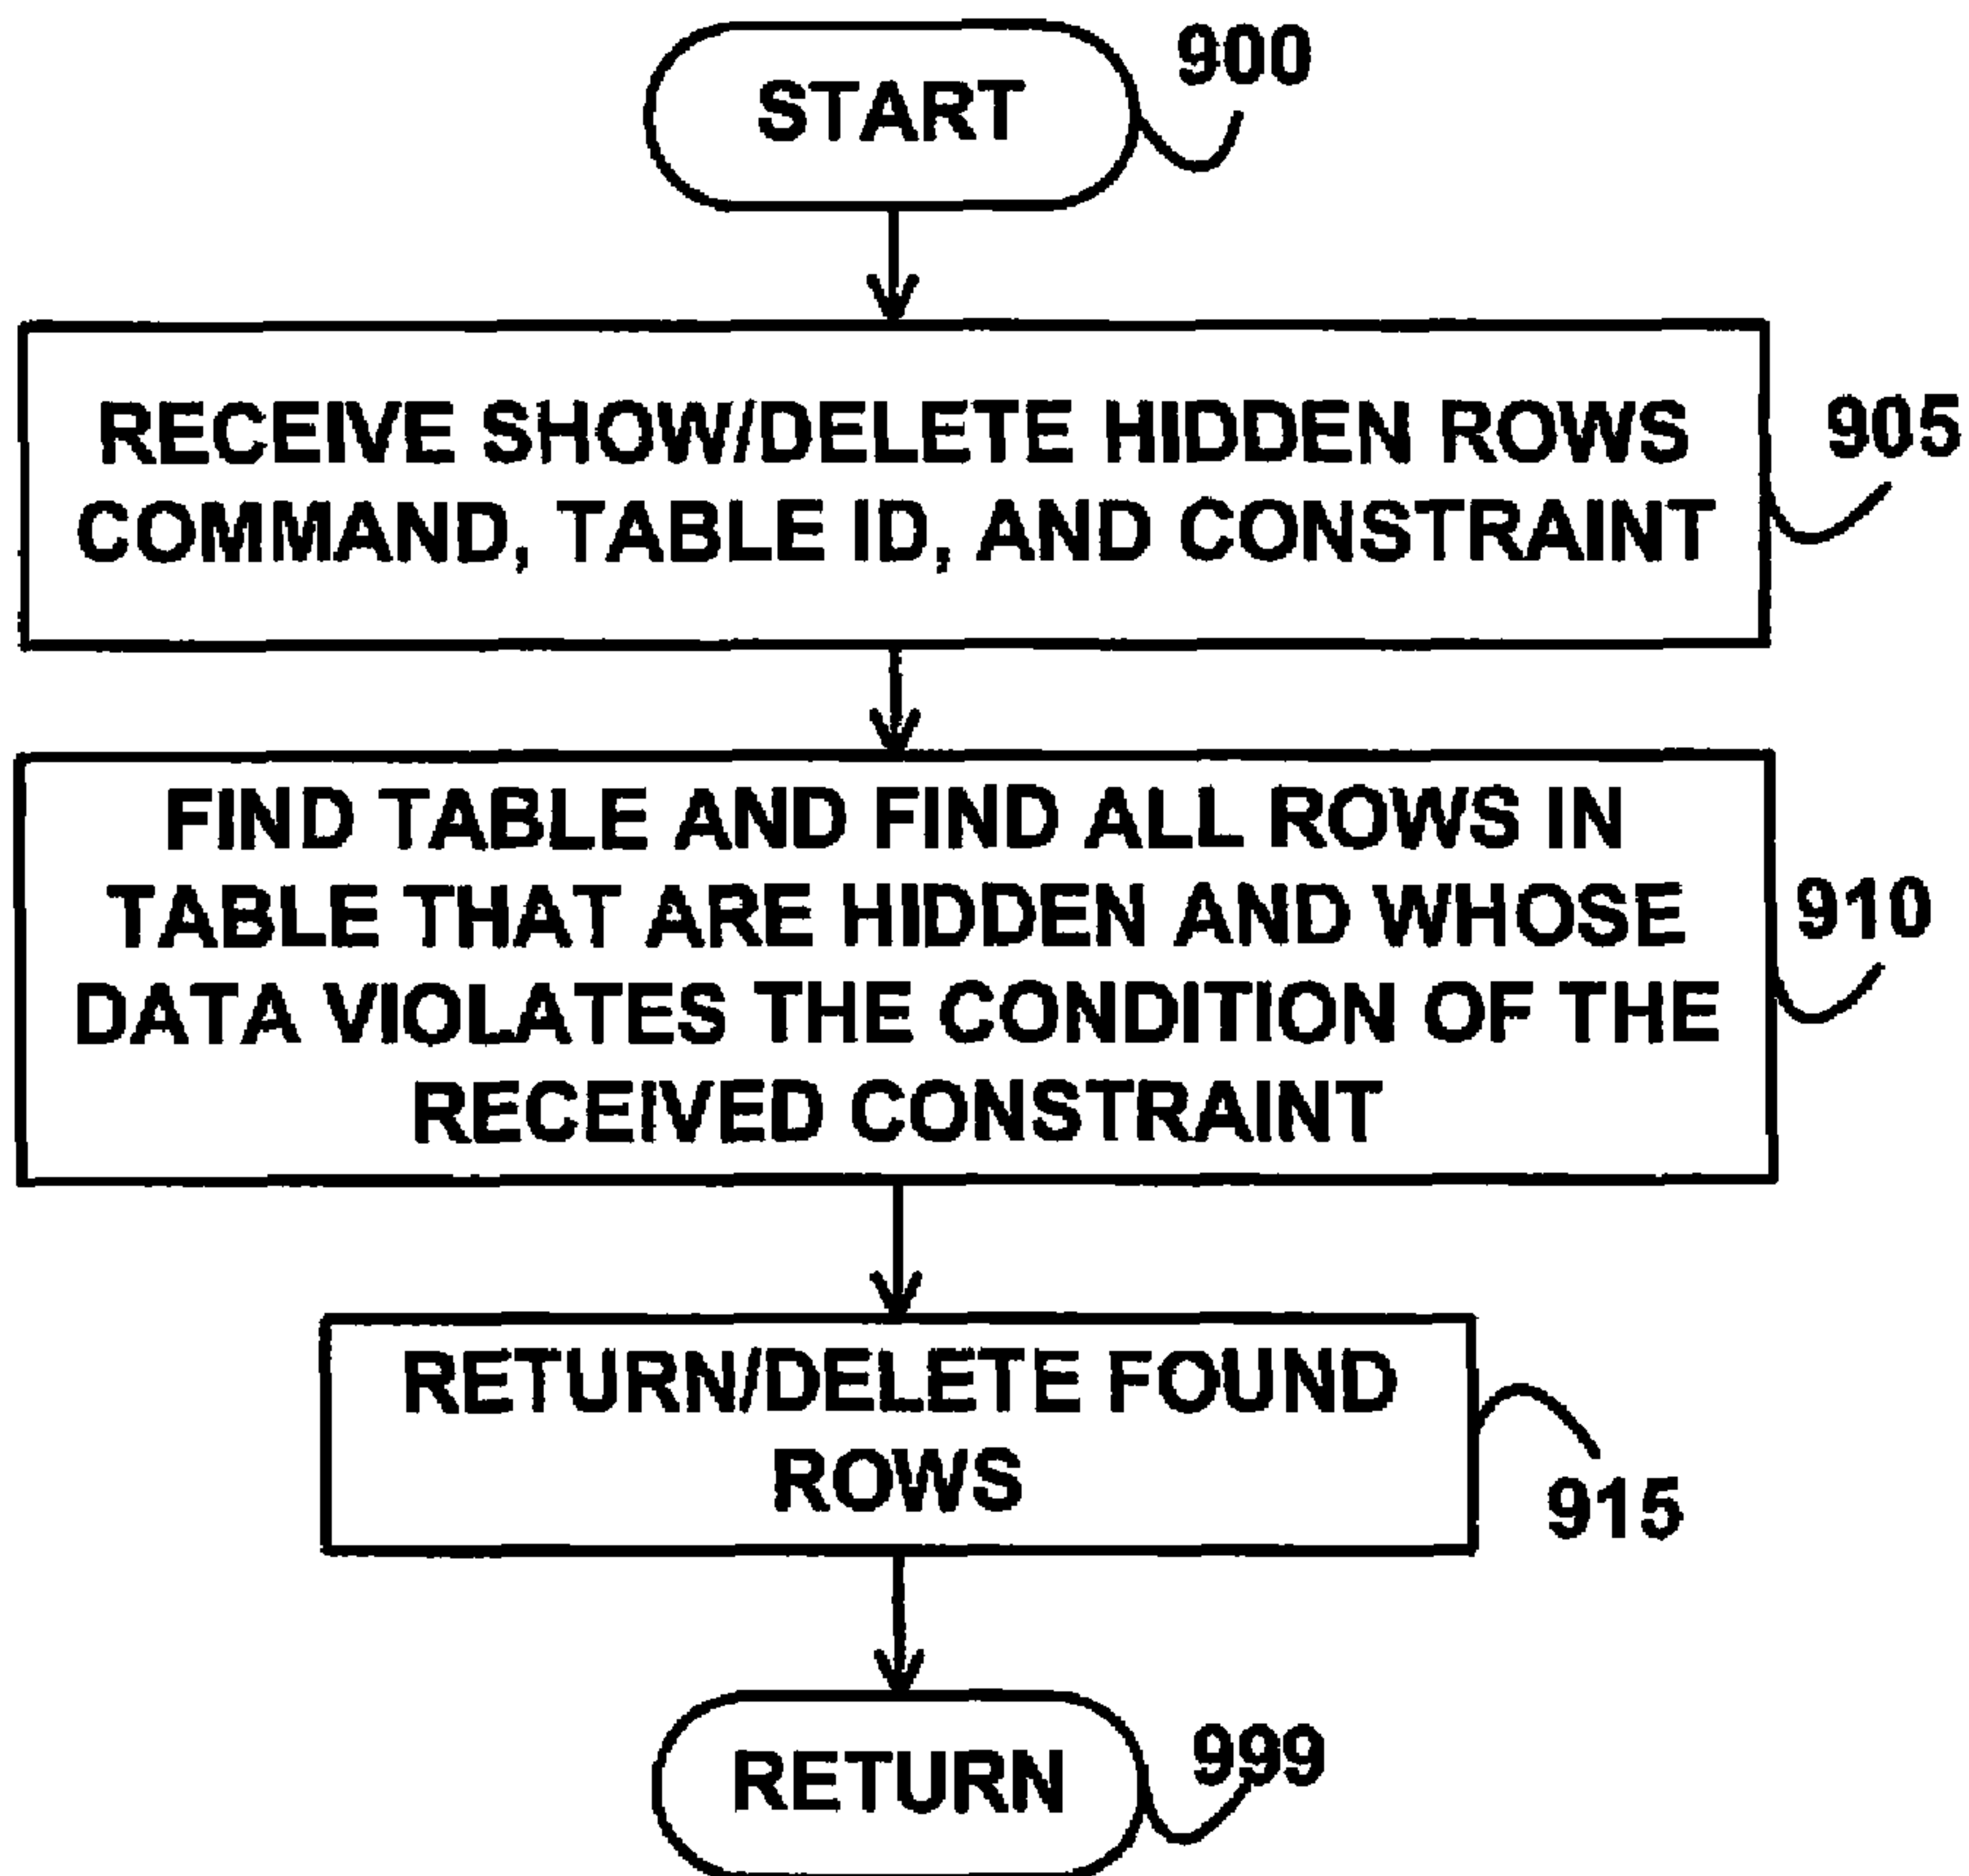 START
900
RECEIVE SHOW/DELETE HIDDEN ROWS
COMMAND, TABLE ID, AND CONSTRAINT
905
FIND TABLE AND FIND ALL ROWS IN
TABLE THAT ARE HIDDEN AND WHOSE
DATA VIOLATES THE CONDITION OF THE
RECEIVED CONSTRAINT
910
RETURN/DELETE FOUND
ROWS
915
RETURN
999